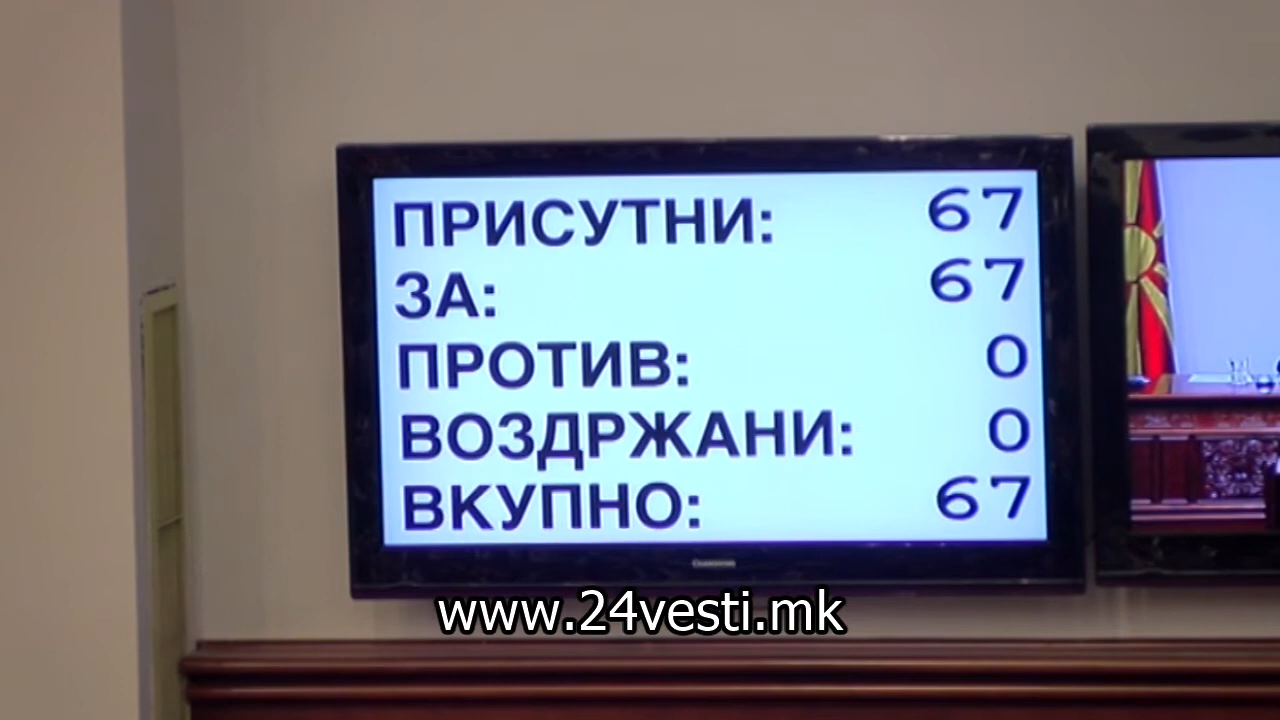 ПРИСУТНИ: 67
ЗА: 67
ПРОТИВ: 0
ВОЗДРЖАНИ: 0
ВКУПНО: 67
www.24vesti.mk